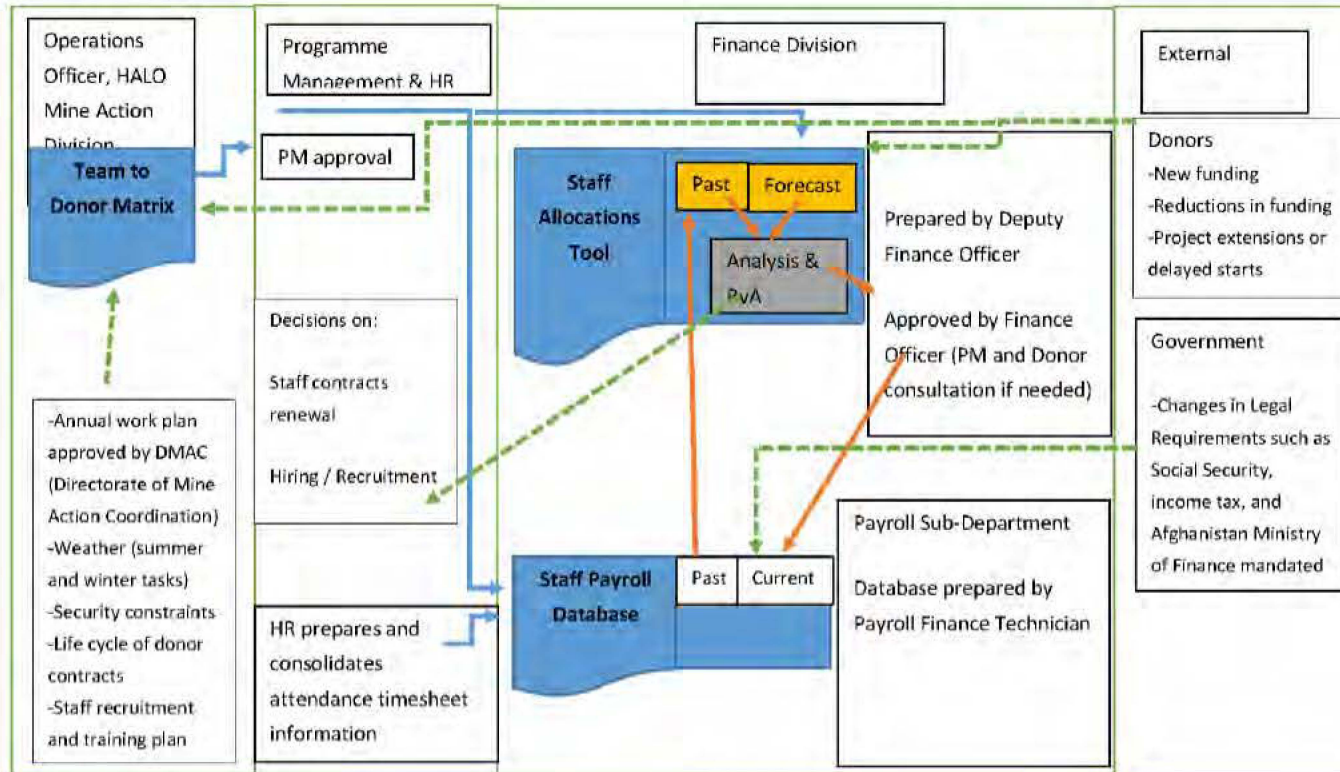 Operations
Officer, HALO
Mine Action
Division
Team to
Donor Matrix
-Annual work plan
approved by DMAC
(Directorate of Mine
Action Coordination)
-Weather (summer
and winter tasks)
-Security constraints
-Life cycle of donor
contracts
-Staff recruitment
and training plan
Programme
Management & HR
PM approval
Decisions on:
Staff contracts
renewal
Hiring / Recruitment
HR prepares and
consolidates
attendance timesheet
information
Finance Division
Staff
Allocations
Tool
Past
Forecast
Analysis &
PvA
Prepared by Deputy
Finance Officer
Approved by Finance
Officer (PM and Donor
consultation if needed)
Staff Payroll
Database
Past
Current
Payroll Sub-Department
Database prepared by
Payroll Finance Technician
External
Donors
-New funding
-Reductions in funding
-Project extensions or
delayed starts
Government
-Changes in Legal
Requirements such as
Social Security,
income tax, and
Afghanistan Ministry
of Finance mandated